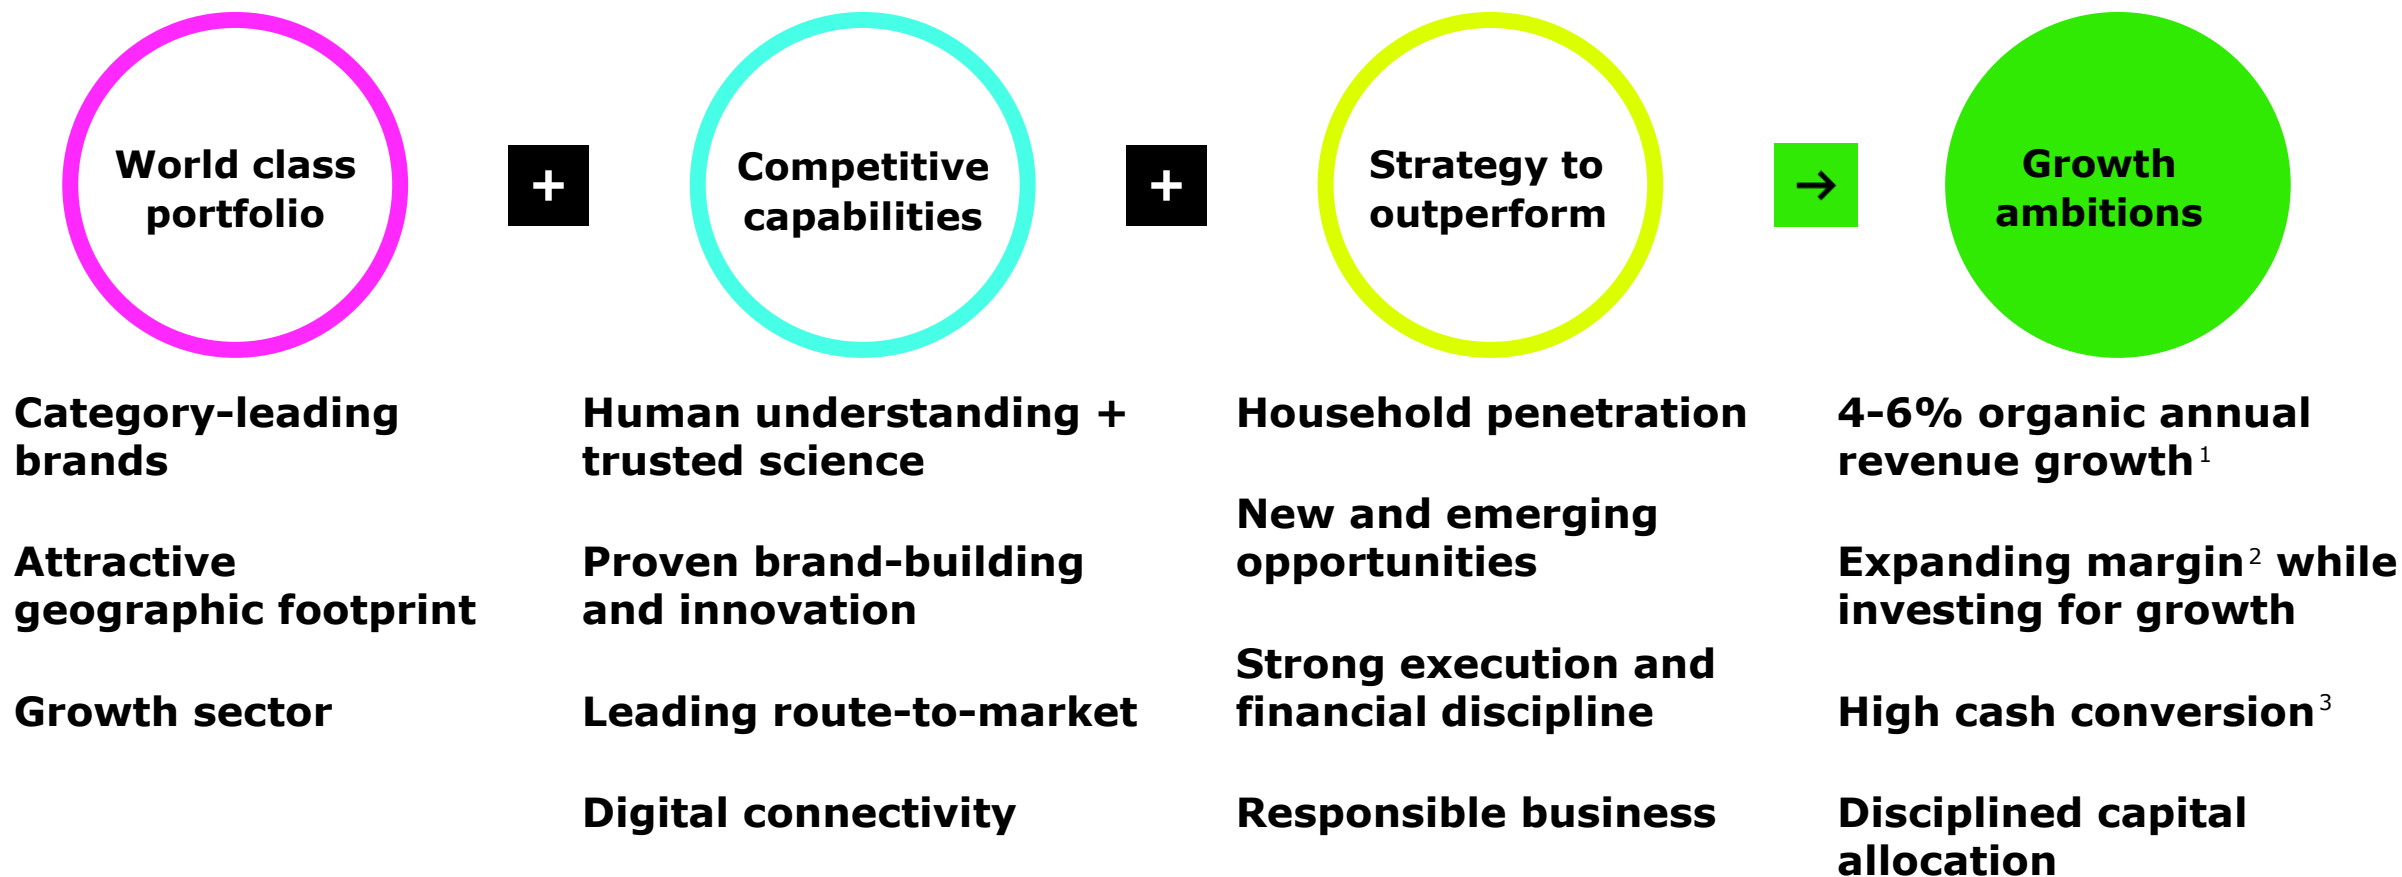 World class
portfolio
+
Competitive
capabilities
+
Strategy to
outperform
→
Growth
ambitions
Category-leading
brands
Attractive
geographic footprint
Growth sector
Human understanding +
trusted science
Proven brand-building
and innovation
Leading route-to-market
Digital connectivity
Household penetration
New and emerging
opportunities
Strong execution and
financial discipline
Responsible business
4-6% organic annual
revenue growth¹
Expanding margin² while
investing for growth
High cash conversion³
Disciplined capital
allocation